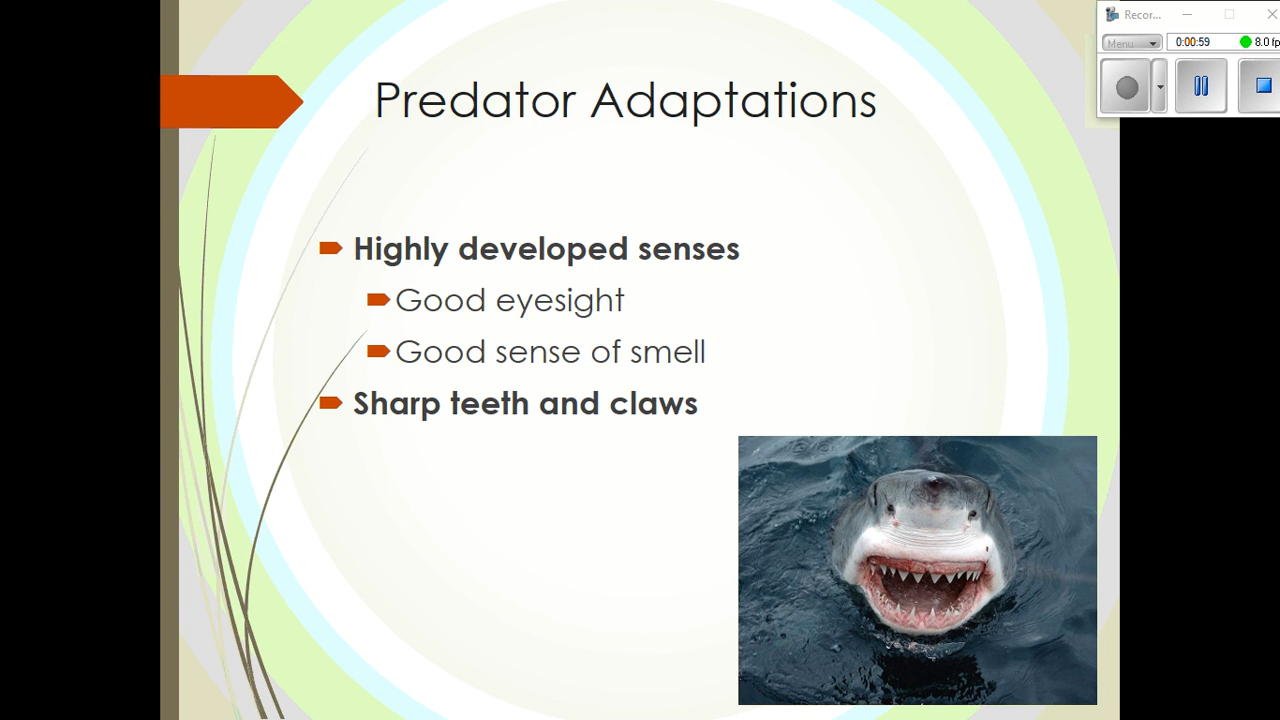 Predator Adaptations
Highly developed senses
Good eyesight
Good sense of smell
Sharp teeth and claws
Recor...
Menu
0:00:59
8.0 fp